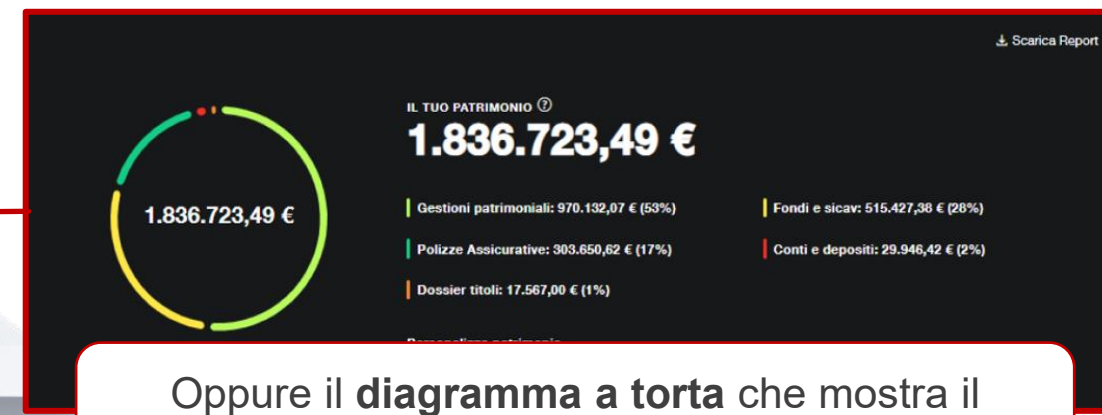 Scarica Report
IL TUO PATRIMONIO ?
1.836.723,49 €
1.836.723,49 €
Gestioni patrimoniali: 970.132,07 € (53%)
Fondi e sicav: 515.427,38 € (28%)
Polizze Assicurative: 303.650,62 € (17%)
Conti e depositi: 29.946,42 € (2%)
Dossier titoli: 17.567,00 € (1%)
Oppure il diagramma a torta che mostra il